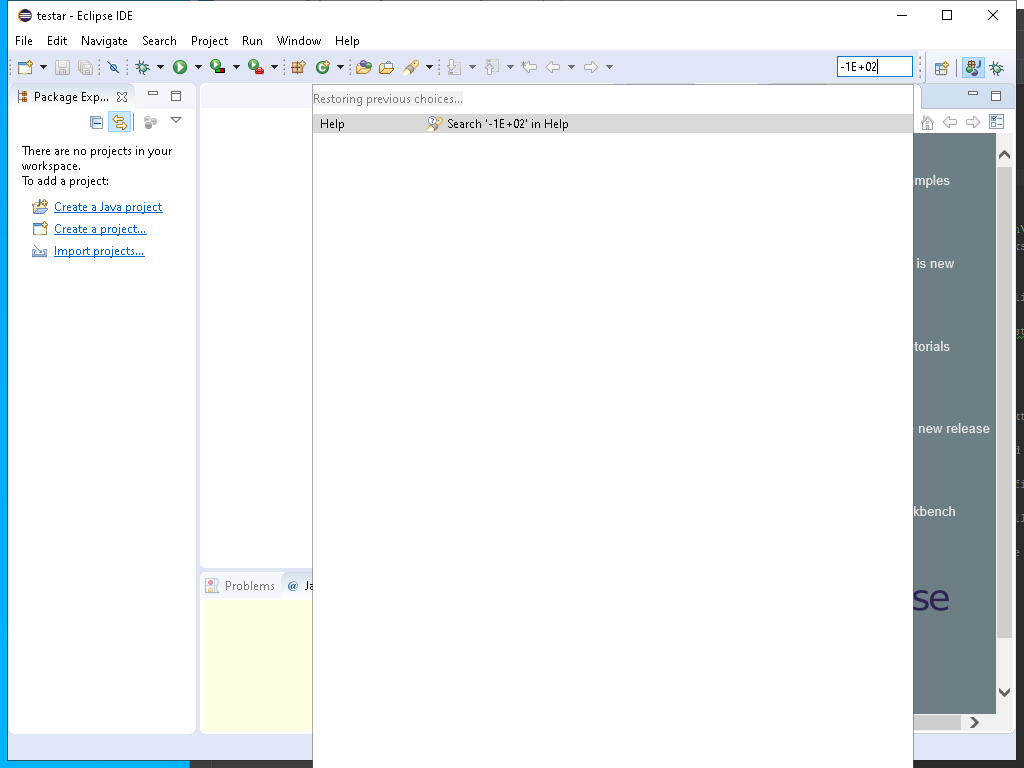 testar - Eclipse IDE
File Edit Navigate Search Project Run Window Help
-1E+02
Package Exp...
Restoring previous choices...
Help Search '-1E+02' in Help
There are no projects in your
workspace.
To add a project:
Create a Java project
Create a project...
Import projects...
mples
is new
torials
new release
kbench
se
Problems @ Ja